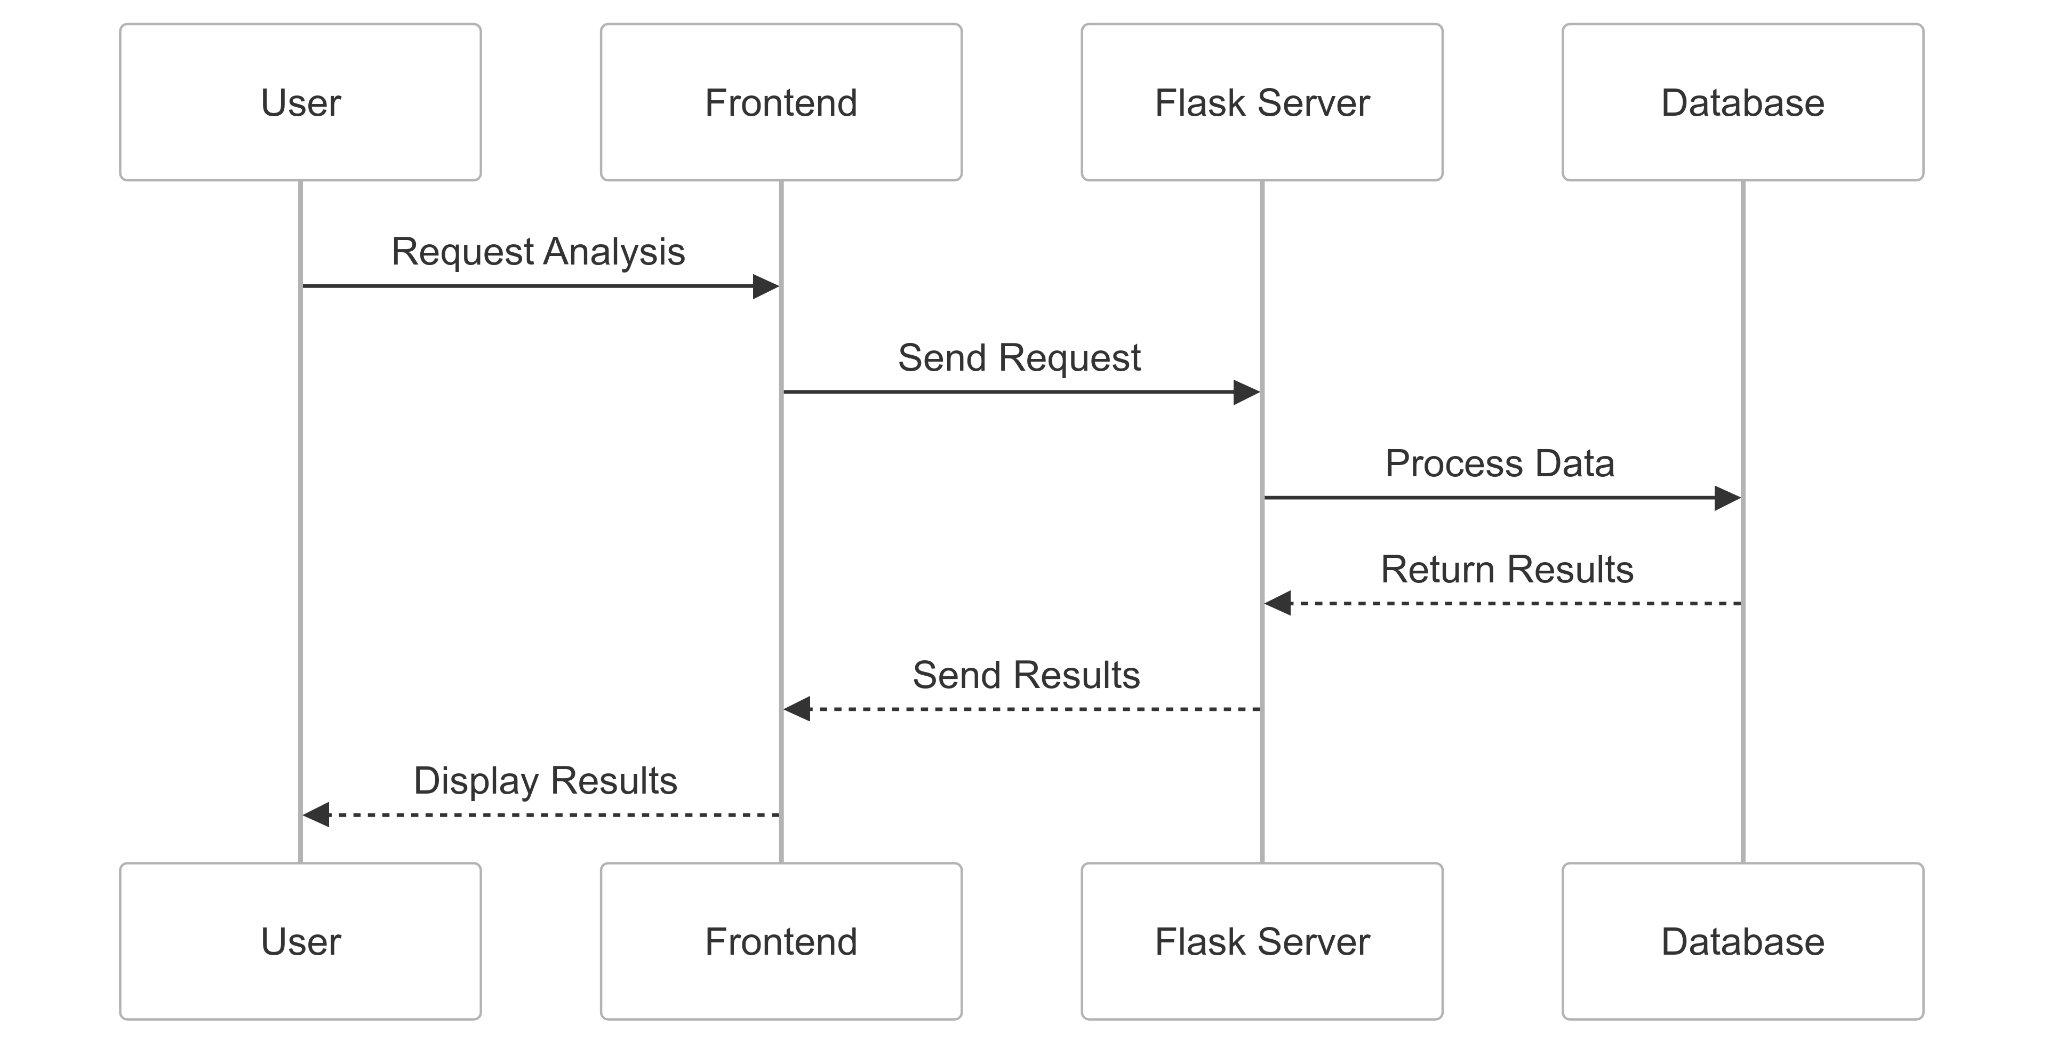 User
Frontend
Flask Server
Database
Request Analysis
Send Request
Process Data
Return Results
Send Results
Display Results
User
Frontend
Flask Server
Database